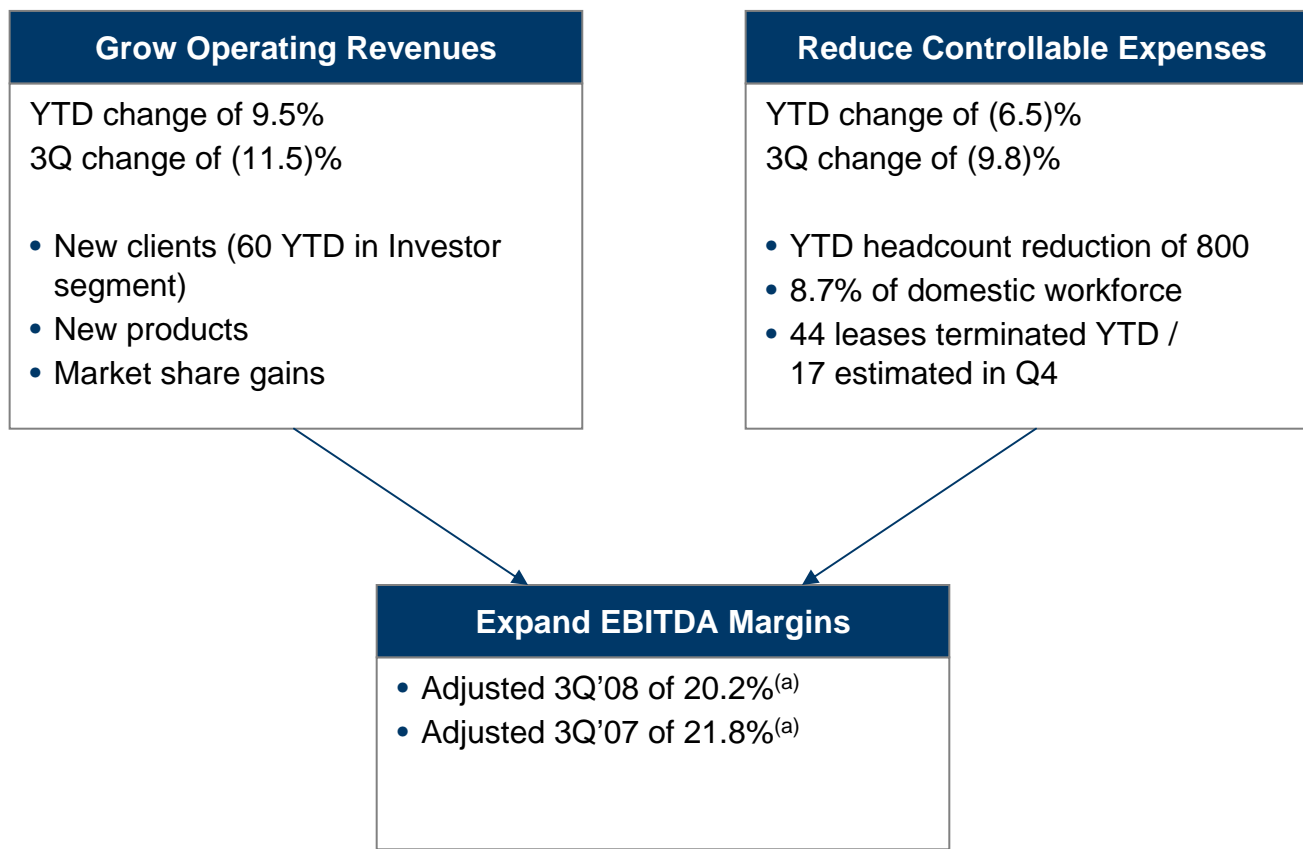 Grow Operating Revenues
YTD change of 9.5%
3Q change of (11.5)%
• New clients (60 YTD in Investor
segment)
• New products
• Market share gains
Reduce Controllable Expenses
YTD change of (6.5)%
3Q change of (9.8)%
• YTD headcount reduction of 800
• 8.7% of domestic workforce
• 44 leases terminated YTD /
17 estimated in Q4
Expand EBITDA Margins
• Adjusted 3Q’08 of 20.2%(a)
• Adjusted 3Q’07 of 21.8%(a)